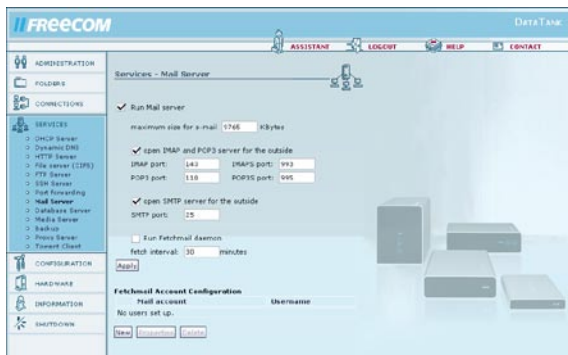 FREECOM
DATATANK
ASSISTANT LOGOUT HELP CONTACT
ADMINISTRATION
FOLDERS
CONNECTIONS
SERVICES
DHCP Server
Dynamic DNS
HTTP Server
File server (CIFS)
FTP Server
SSH Server
Port forwarding
Mail Server
Database Server
Media Server
Backup
Proxy Server
Torrent Client
CONFIGURATION
HARDWARE
INFORMATION
SHUTDOWN
Services - Mail Server
Run Mail server
maximum size for e-mail KBytes
open IMAP and POP3 server for the outside
IMAP port: 143 IMAPS port: 993
POP3 port: 110 POP3S port: 995
open SMTP server for the outside
SMTP port: 25
Run Fetchmail daemon
fetch interval: 30 minutes
Apply
Fetchmail Account Configuration
Mail account Username
No users set up.
New Properties Delete